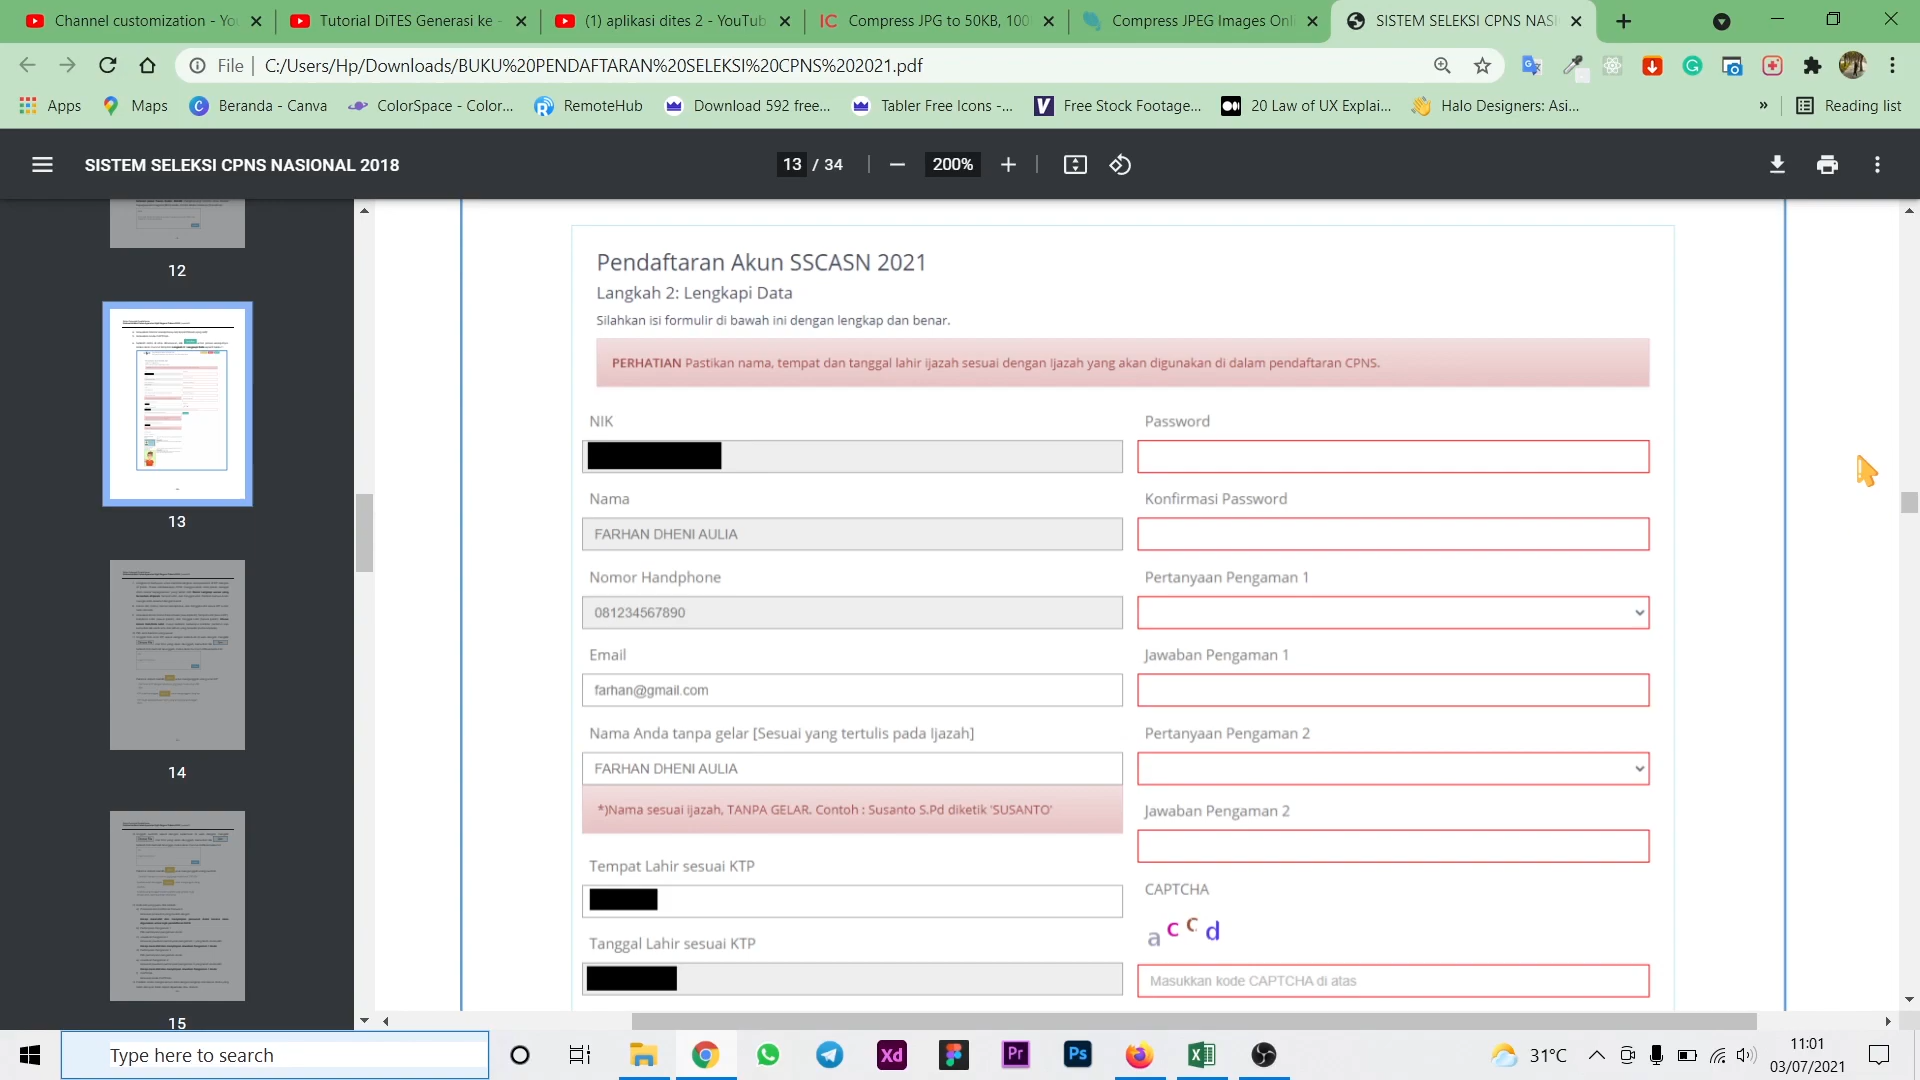 Channel customization - You
Tutorial DiTES Generasi ke -
(1) aplikasi dites 2 - YouTub
IC Compress JPG to 50KB, 100
Compress JPEG Images Onli
SISTEM SELEKSI CPNS NASI
File | C:/Users/Hp/Downloads/BUKU%20PENDAFTARAN%20SELEKSI%20CPNS%202021.pdf
Apps
Maps
Beranda - Canva
ColorSpace - Color...
RemoteHub
Download 592 free...
Tabler Free Icons -...
Free Stock Footage...
20 Law of UX Explai...
Halo Designers: Asi...
»
Reading list
SISTEM SELEKSI CPNS NASIONAL 2018
13 / 34
200%
12
13
14
15
Pendaftaran Akun SSCASN 2021
Langkah 2: Lengkapi Data
Silahkan isi formulir di bawah ini dengan lengkap dan benar.
PERHATIAN Pastikan nama, tempat dan tanggal lahir ijazah sesuai dengan Ijazah yang akan digunakan di dalam pendaftaran CPNS.
NIK
Nama
FARHAN DHENI AULIA
Nomor Handphone
081234567890
Email
farhan@gmail.com
Nama Anda tanpa gelar [Sesuai yang tertulis pada Ijazah]
FARHAN DHENI AULIA
*)Nama sesuai ijazah, TANPA GELAR. Contoh : Susanto S.Pd diketik 'SUSANTO'
Tempat Lahir sesuai KTP
Tanggal Lahir sesuai KTP
Password
Konfirmasi Password
Pertanyaan Pengaman 1
Jawaban Pengaman 1
Pertanyaan Pengaman 2
Jawaban Pengaman 2
CAPTCHA
a c c d
Masukkan kode CAPTCHA di atas
Type here to search
Xd
Pr
Ps
31°C
11:01
03/07/2021